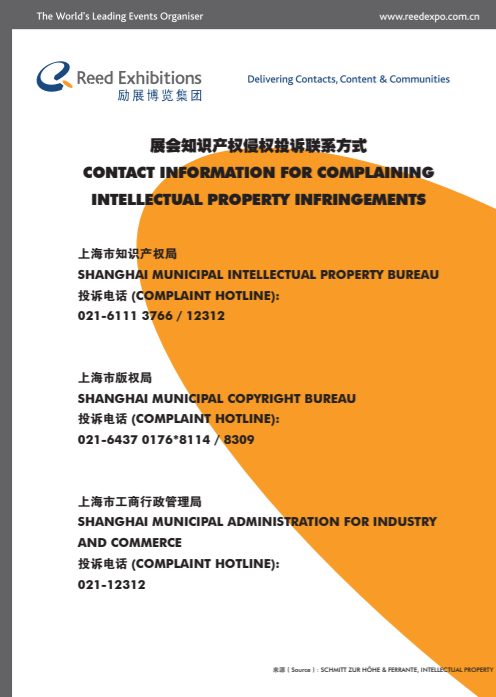 The World's Leading Events Organiser
www.reedexpo.com.cn
Reed Exhibitions
励展博览集团
Delivering Contacts, Content & Communities
展会知识产权侵权投诉联系方式
CONTACT INFORMATION FOR COMPLAINING
INTELLECTUAL PROPERTY INFRINGEMENTS
上海市知识产权局
SHANGHAI MUNICIPAL INTELLECTUAL PROPERTY BUREAU
投诉电话 (COMPLAINT HOTLINE):
021-6111 3766 / 12312
上海市版权局
SHANGHAI MUNICIPAL COPYRIGHT BUREAU
投诉电话 (COMPLAINT HOTLINE):
021-6437 0176*8114 / 8309
上海市工商行政管理局
SHANGHAI MUNICIPAL ADMINISTRATION FOR INDUSTRY
AND COMMERCE
投诉电话 (COMPLAINT HOTLINE):
021-12312
来源 ( Source ) : SCHMITT ZUR HÖHE & FERRANTE, INTELLECTUAL PROPERTY